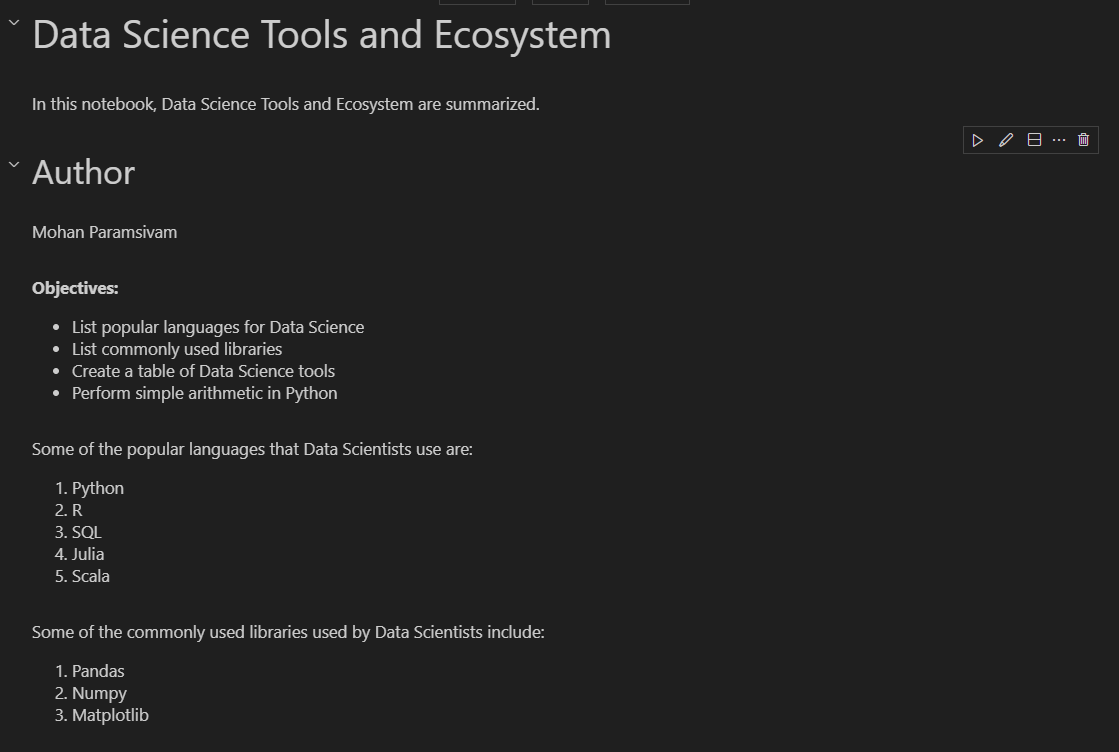 Data Science Tools and Ecosystem
In this notebook, Data Science Tools and Ecosystem are summarized.
Author
Mohan Paramsivam
Objectives:
• List popular languages for Data Science
• List commonly used libraries
• Create a table of Data Science tools
• Perform simple arithmetic in Python
Some of the popular languages that Data Scientists use are:
1. Python
2. R
3. SQL
4. Julia
5. Scala
Some of the commonly used libraries used by Data Scientists include:
1. Pandas
2. Numpy
3. Matplotlib